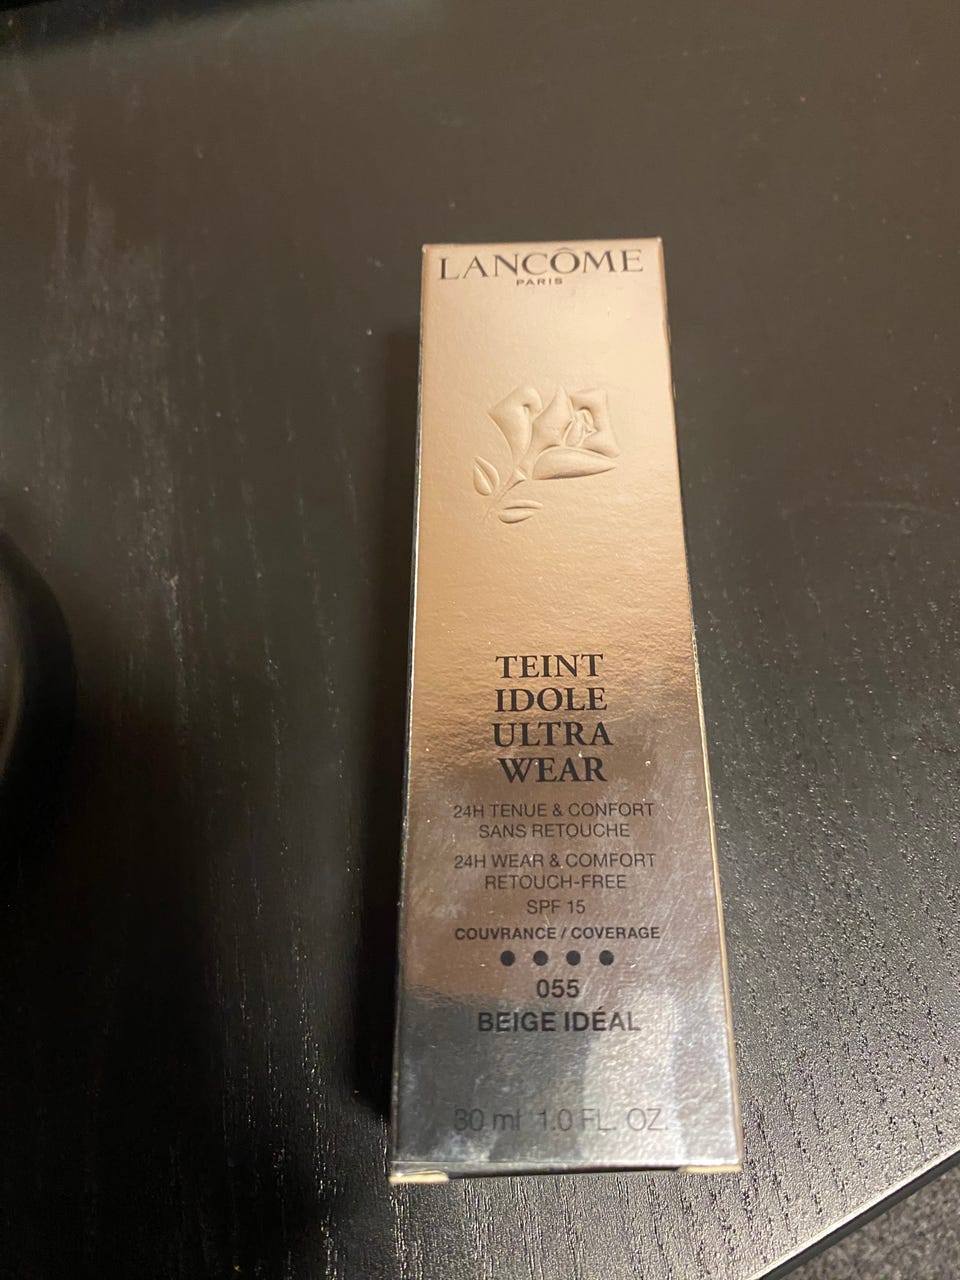 LANCÔME
PARIS
TEINT
IDOLE
ULTRA
WEAR
24H TENUE & CONFORT
SANS RETOUCHE
24H WEAR & COMFORT
RETOUCH-FREE
SPF 15
COUVRANCE / COVERAGE
055
BEIGE IDÉAL
30 ml 1.0 FL. OZ.